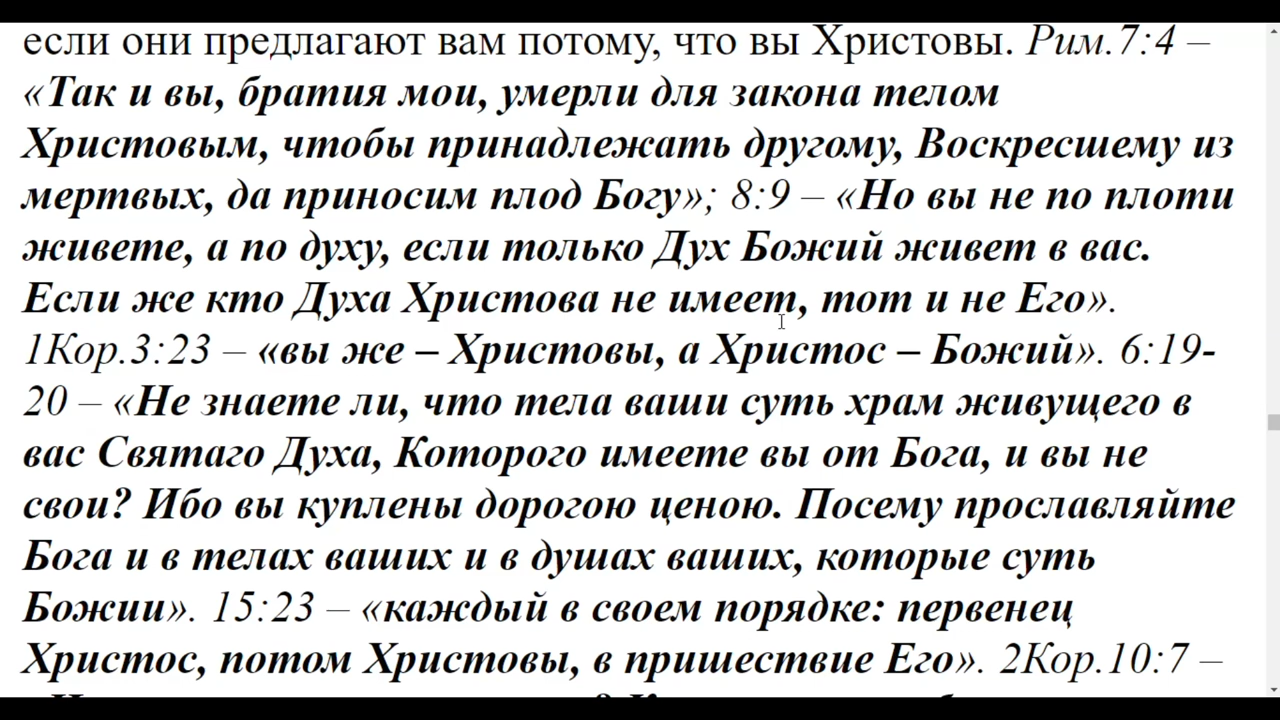 если они предлагают вам потому, что вы Христовы. Рим.7:4 –
«Так и вы, братия мои, умерли для закона телом
Христовым, чтобы принадлежать другому, Воскресшему из
мертвых, да приносим плод Богу»; 8:9 – «Но вы не по плоти
живете, а по духу, если только Дух Божий живет в вас.
Если же кто Духа Христова не имеет, тот и не Его».
1Кор.3:23 – «вы же – Христовы, а Христос – Божий». 6:19-
20 – «Не знаете ли, что тела ваши суть храм живущего в
вас Святаго Духа, Которого имеете вы от Бога, и вы не
свои? Ибо вы куплены дорогою ценою. Посему прославляйте
Бога и в телах ваших и в душах ваших, которые суть
Божии». 15:23 – «каждый в своем порядке: первенец
Христос, потом Христовы, в пришествие Его». 2Кор.10:7 –